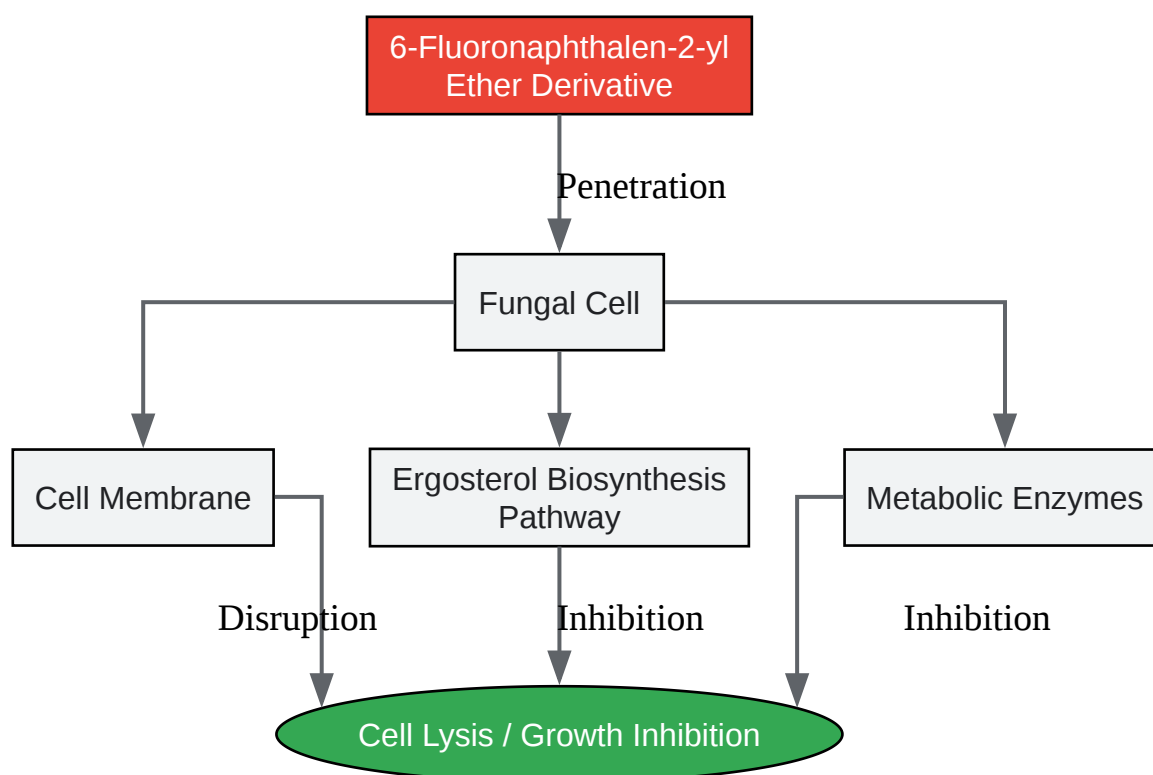 6-Fluoronaphthalen-2-yl
Ether Derivative
Penetration
Fungal Cell
Cell Membrane
Ergosterol Biosynthesis
Pathway
Metabolic Enzymes
Disruption
Inhibition
Inhibition
Cell Lysis / Growth Inhibition